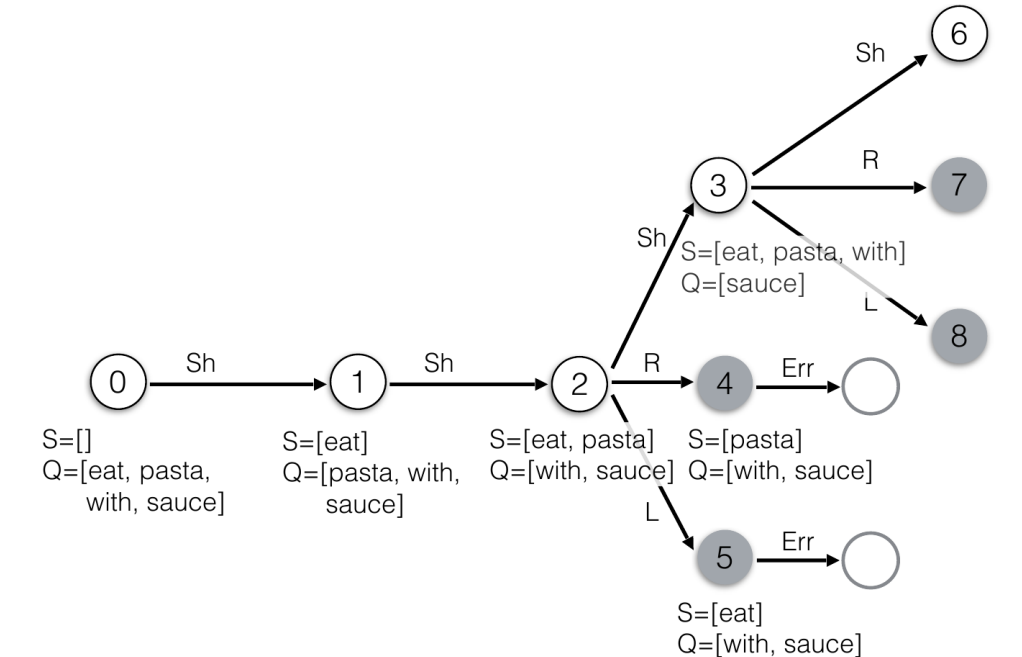 6
Sh
R
3
7
Sh
S=[eat, pasta, with]
Q=[sauce]
L
8
0
Sh
1
Sh
2
R
4
Err
S=[]
Q=[eat, pasta,
with, sauce]
S=[eat]
Q=[pasta, with,
sauce]
S=[eat, pasta]
Q=[with, sauce]
S=[pasta]
Q=[with, sauce]
L
5
Err
S=[eat]
Q=[with, sauce]